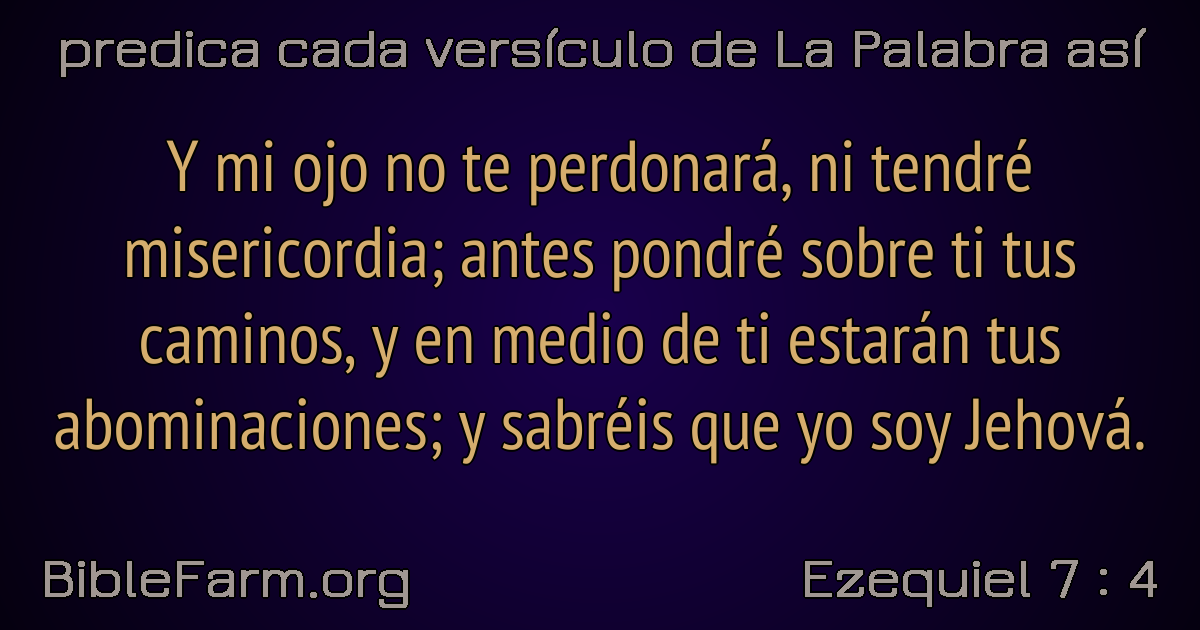 predica cada versículo de La Palabra así
Y mi ojo no te perdonará, ni tendré
misericordia; antes pondré sobre ti tus
caminos, y en medio de ti estarán tus
abominaciones; y sabréis que yo soy Jehová.
BibleFarm.org
Ezequiel 7 : 4